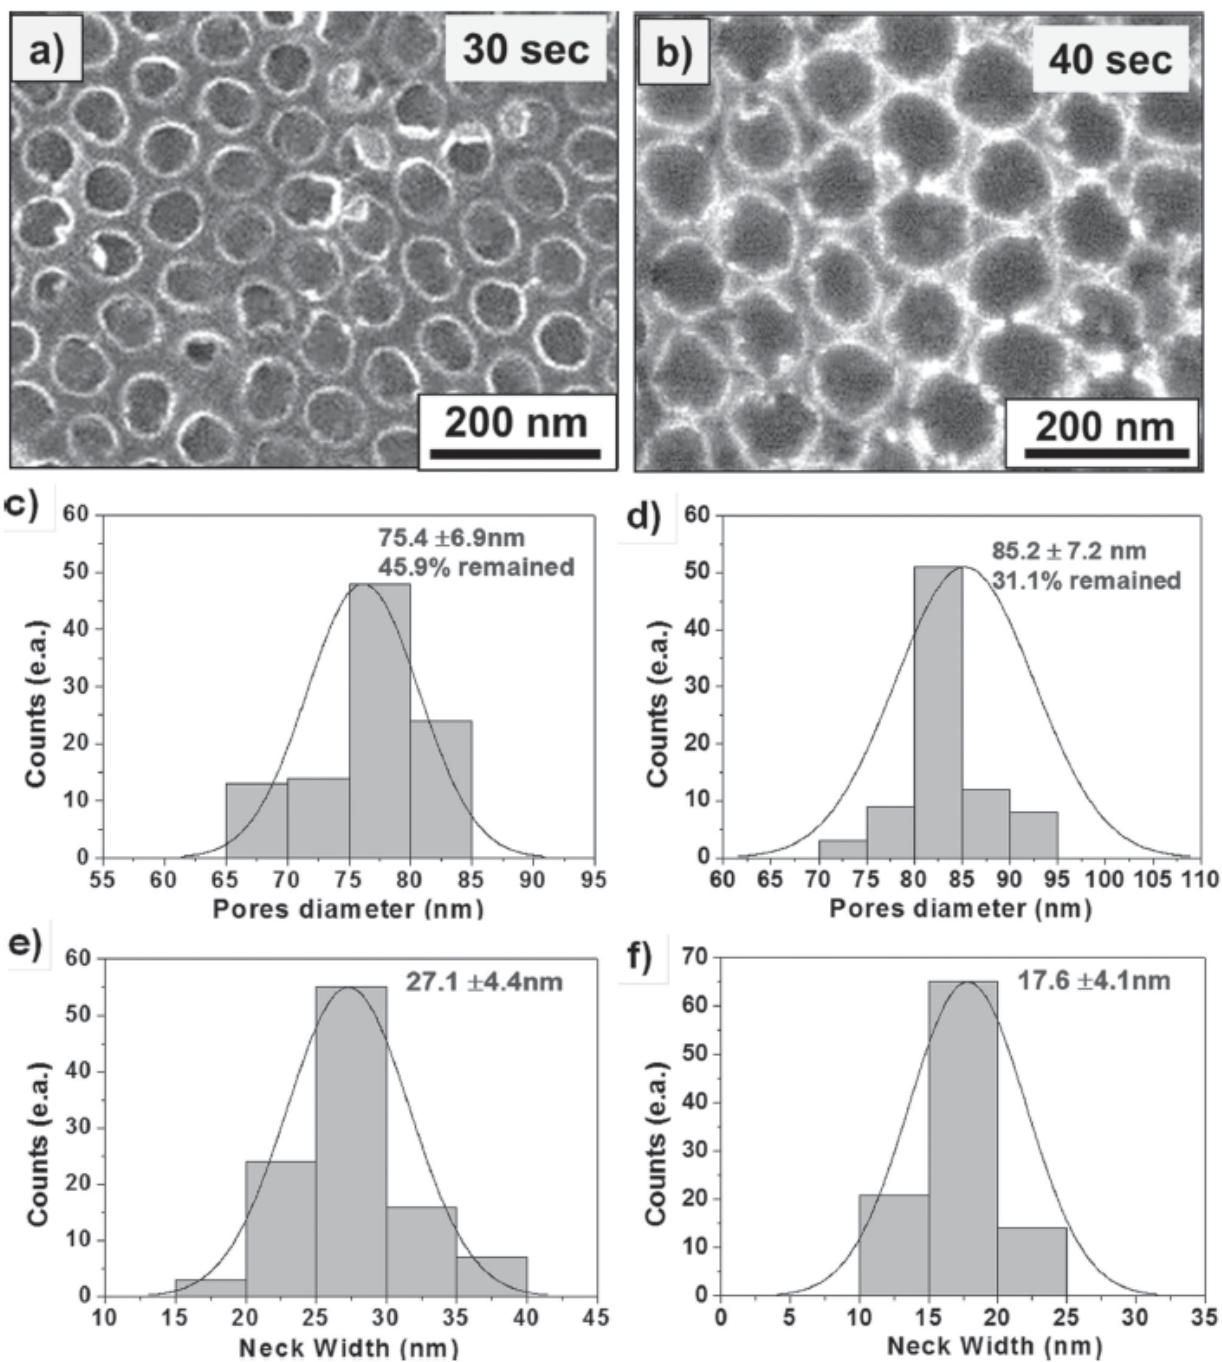 a)
30 sec
200 nm
b)
40 sec
200 nm
c)
75.4 ±6.9nm
45.9% remained
60
50
40
30
20
10
0
Counts (e.a.)
55 60 65 70 75 80 85 90 95
Pores diameter (nm)
d)
85.2 ± 7.2 nm
31.1% remained
60
50
40
30
20
10
0
Counts (e.a.)
60 65 70 75 80 85 90 95 100 105 110
Pores diameter (nm)
e)
27.1 ±4.4nm
60
50
40
30
20
10
0
Counts (e.a.)
10 15 20 25 30 35 40 45
Neck Width (nm)
f)
17.6 ±4.1nm
70
60
50
40
30
20
10
0
Counts (e.a.)
0 5 10 15 20 25 30 35
Neck Width (nm)